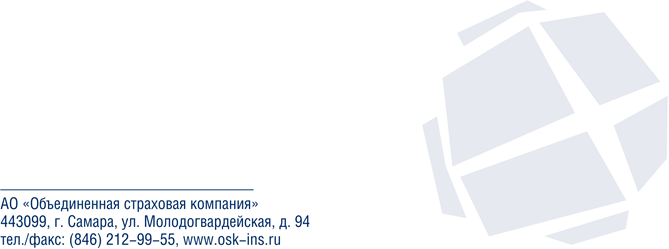 АО «Объединенная страховая компания»
443099, г. Самара, ул. Молодогвардейская, д. 94
тел./факс: (846) 212-99-55, www.osk-ins.ru